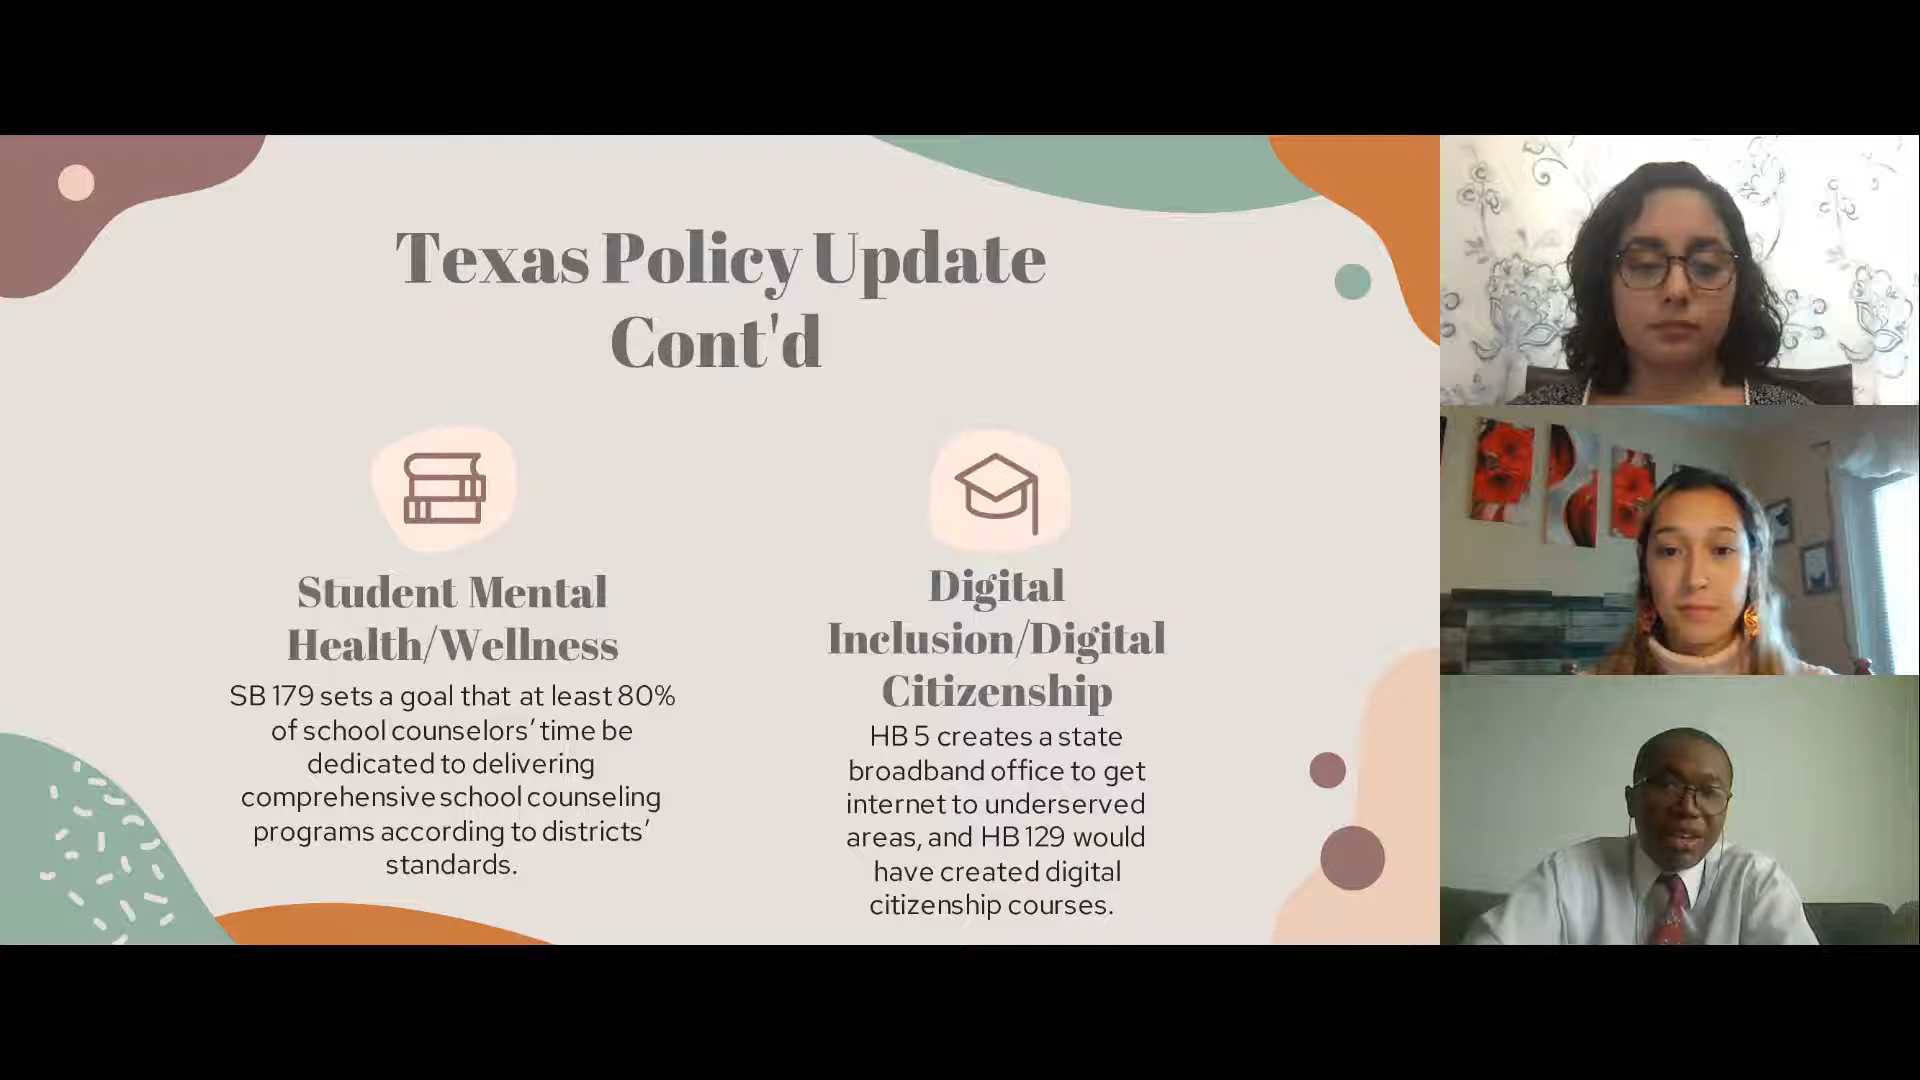 Texas Policy Update
Cont'd
Student Mental
Health/Wellness
SB 179 sets a goal that at least 80%
of school counselors’ time be
dedicated to delivering
comprehensive school counseling
programs according to districts’
standards.
Digital
Inclusion/Digital
Citizenship
HB 5 creates a state
broadband office to get
internet to underserved
areas, and HB 129 would
have created digital
citizenship courses.